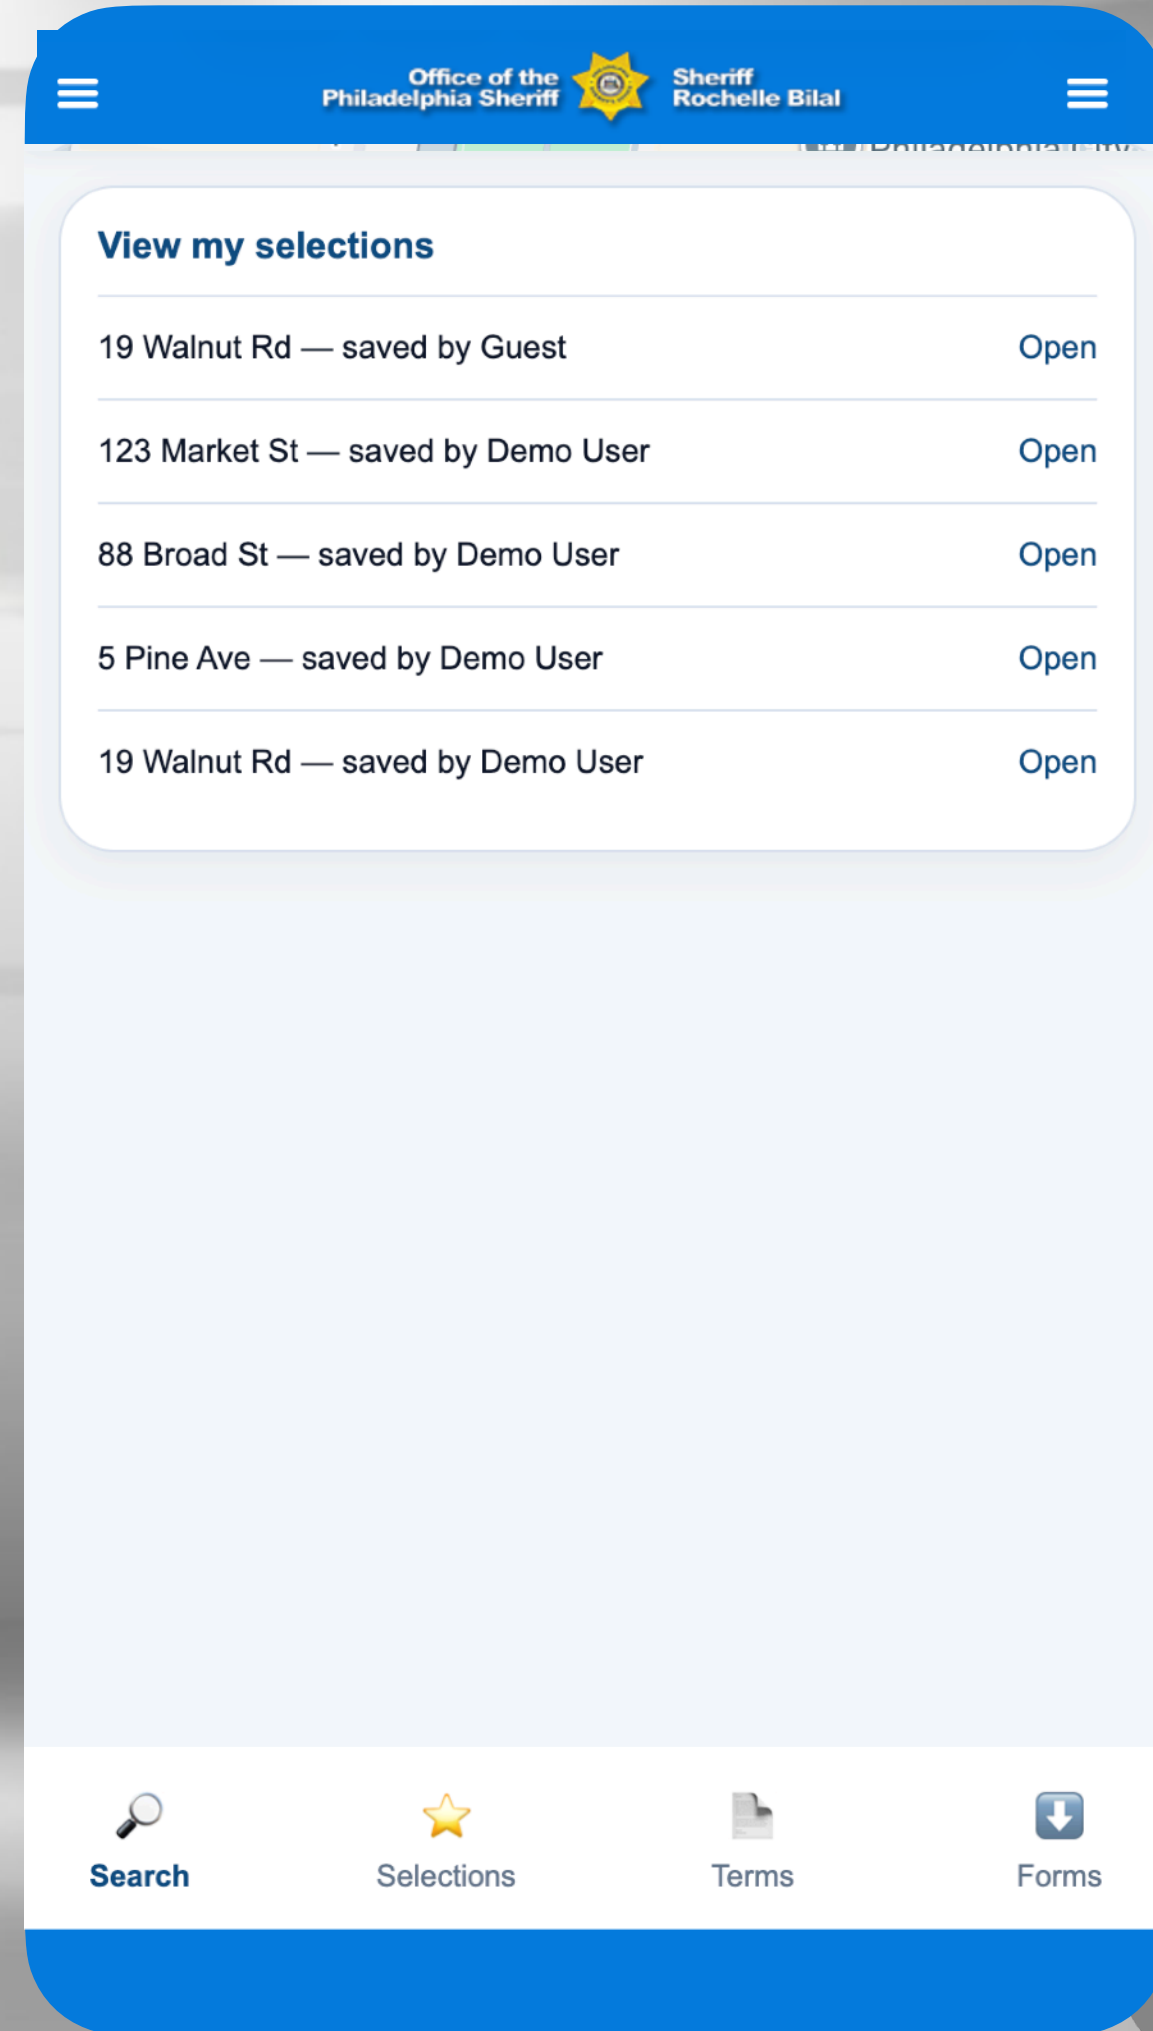 Office of the
Philadelphia Sheriff
Sheriff
Rochelle Bilal
Philadelphia City
View my selections
19 Walnut Rd — saved by Guest Open
123 Market St — saved by Demo User Open
88 Broad St — saved by Demo User Open
5 Pine Ave — saved by Demo User Open
19 Walnut Rd — saved by Demo User Open
Search Selections Terms Forms